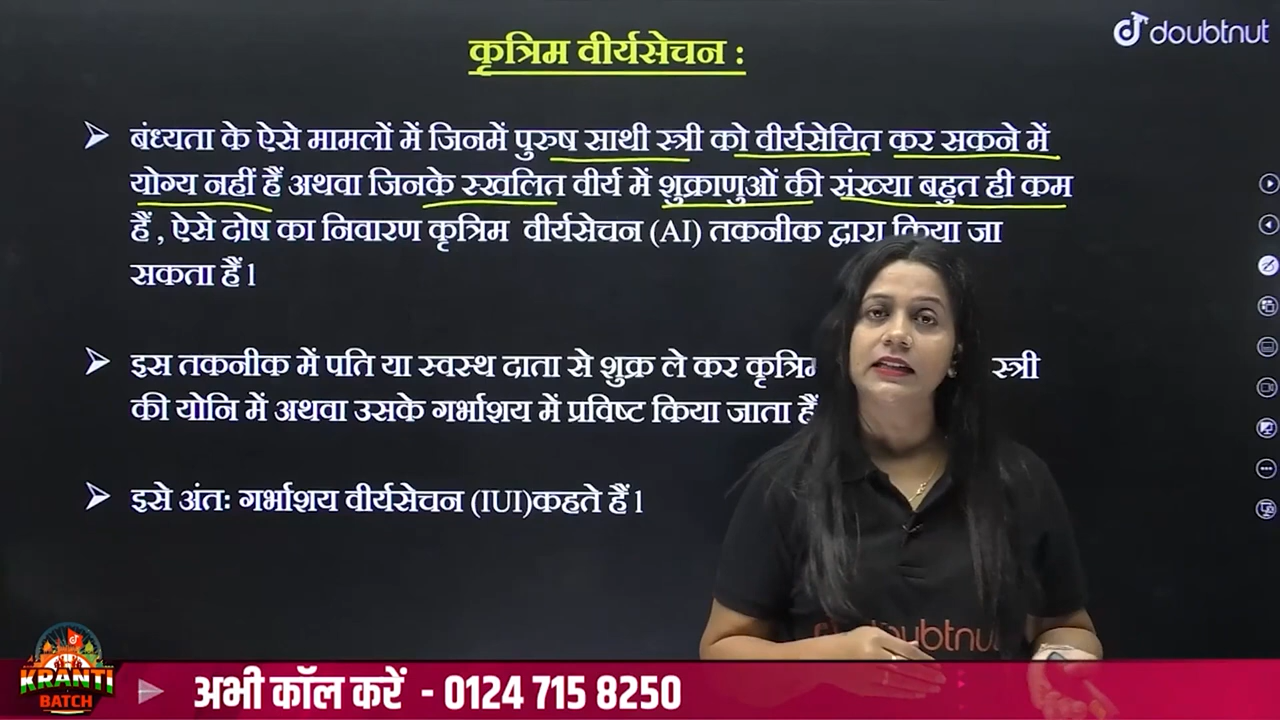 कृत्रिम वीर्यसेचन :
doubtnut
➤ बंध्यता के ऐसे मामलों में जिनमें पुरुष साथी स्त्री को वीर्यसेचित कर सकने में
योग्य नहीं हैं अथवा जिनके स्खलित वीर्य में शुक्राणुओं की संख्या बहुत ही कम
हैं , ऐसे दोष का निवारण कृत्रिम वीर्यसेचन (AI) तकनीक द्वारा किया जा
सकता हैं l
➤ इस तकनीक में पति या स्वस्थ दाता से शुक्र ले कर स्त्री
की योनि में अथवा उसके गर्भाशय में प्रविष्ट किया जाता हैं
➤ इसे अंतः गर्भाशय वीर्यसेचन (IUI)कहते हैं l
doubtnut
KRANTI
BATCH
अभी कॉल करें - 0124 715 8250